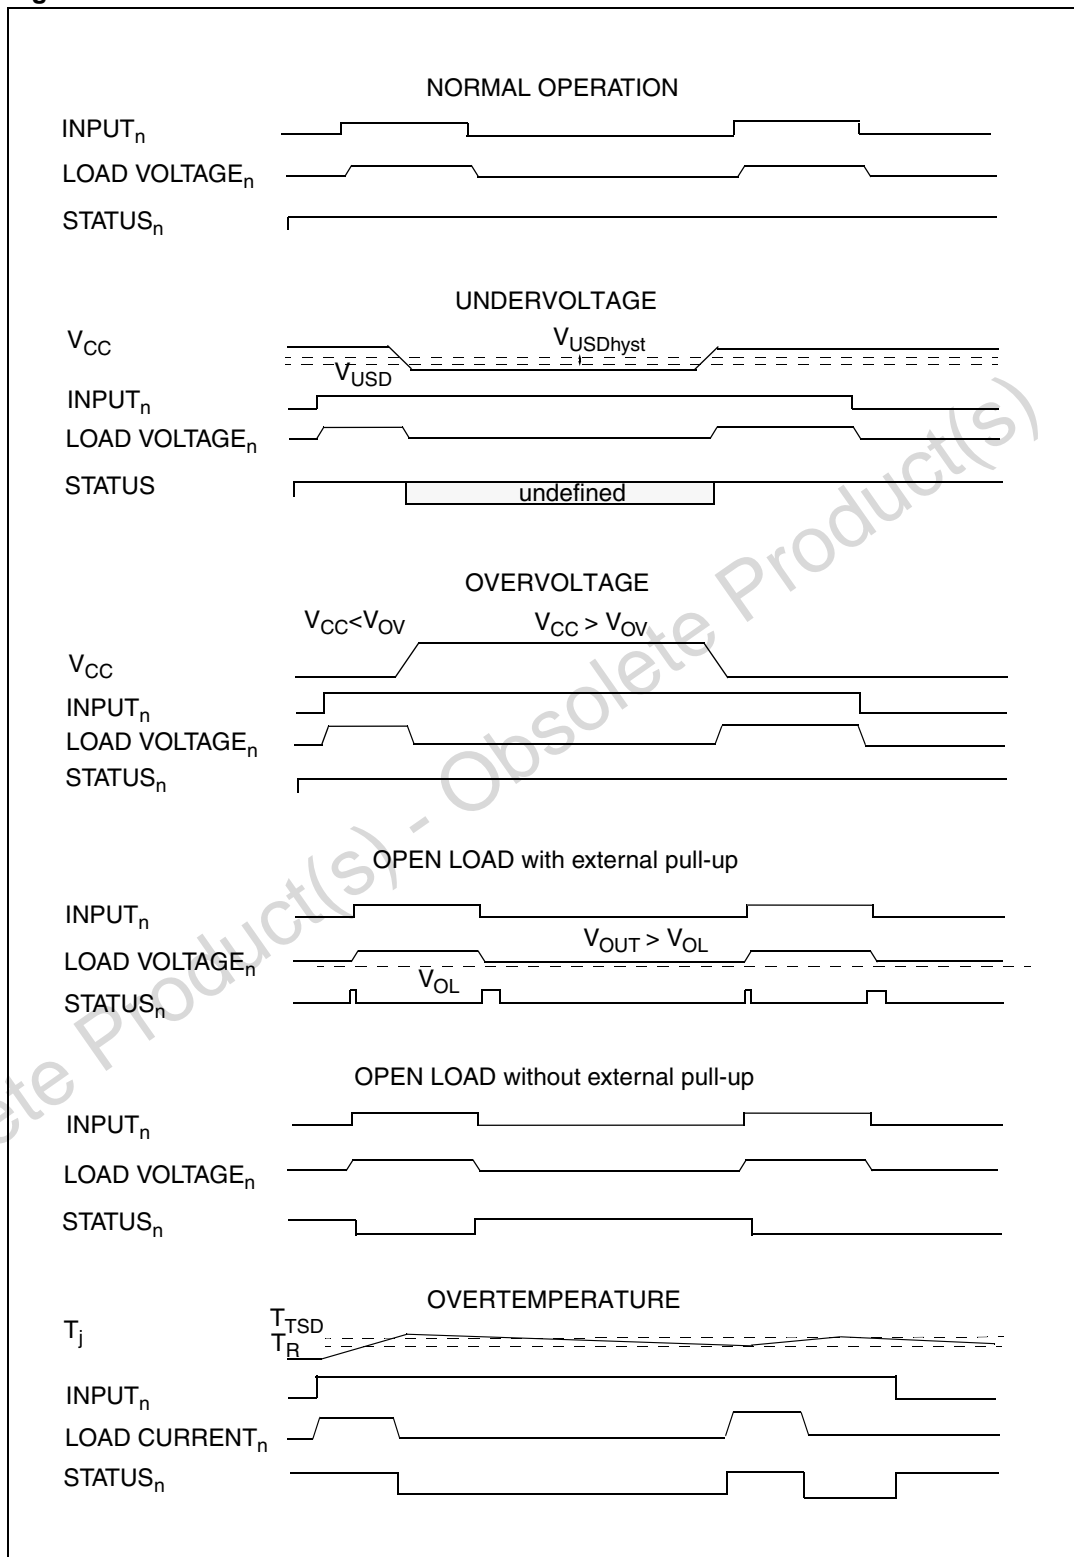 NORMAL OPERATION
INPUTn
LOAD VOLTAGEn
STATUSn
UNDERVOLTAGE
VCC
VUSDhyst
VUSD
INPUTn
LOAD VOLTAGEn
STATUS
undefined
OVERVOLTAGE
VCC<VOV
VCC > VOV
VCC
INPUTn
LOAD VOLTAGEn
STATUSn
OPEN LOAD with external pull-up
INPUTn
VOUT > VOL
LOAD VOLTAGEn
VOL
STATUSn
OPEN LOAD without external pull-up
INPUTn
LOAD VOLTAGEn
STATUSn
OVERTEMPERATURE
Tj
TTSD
TR
INPUTn
LOAD CURRENTn
STATUSn
ete Product(s) - Obsolete Product(s)